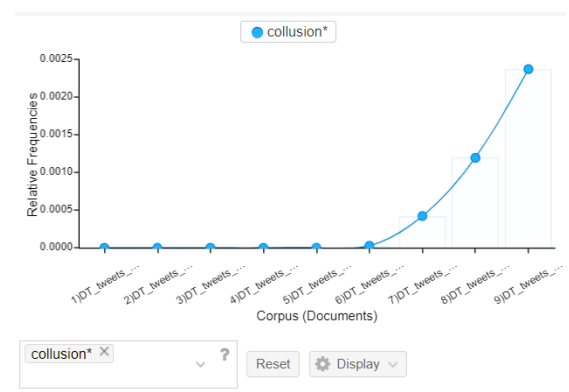 collusion*
0.0025
0.0020
0.0015
0.0010
0.0005
0.0000
Relative Frequencies
1)DT_tweets_...
2)DT_tweets_...
3)DT_tweets_...
4)DT_tweets_...
5)DT_tweets_...
6)DT_tweets_...
7)DT_tweets_...
8)DT_tweets_...
9)DT_tweets_...
Corpus (Documents)
collusion* ×
?
Reset
Display